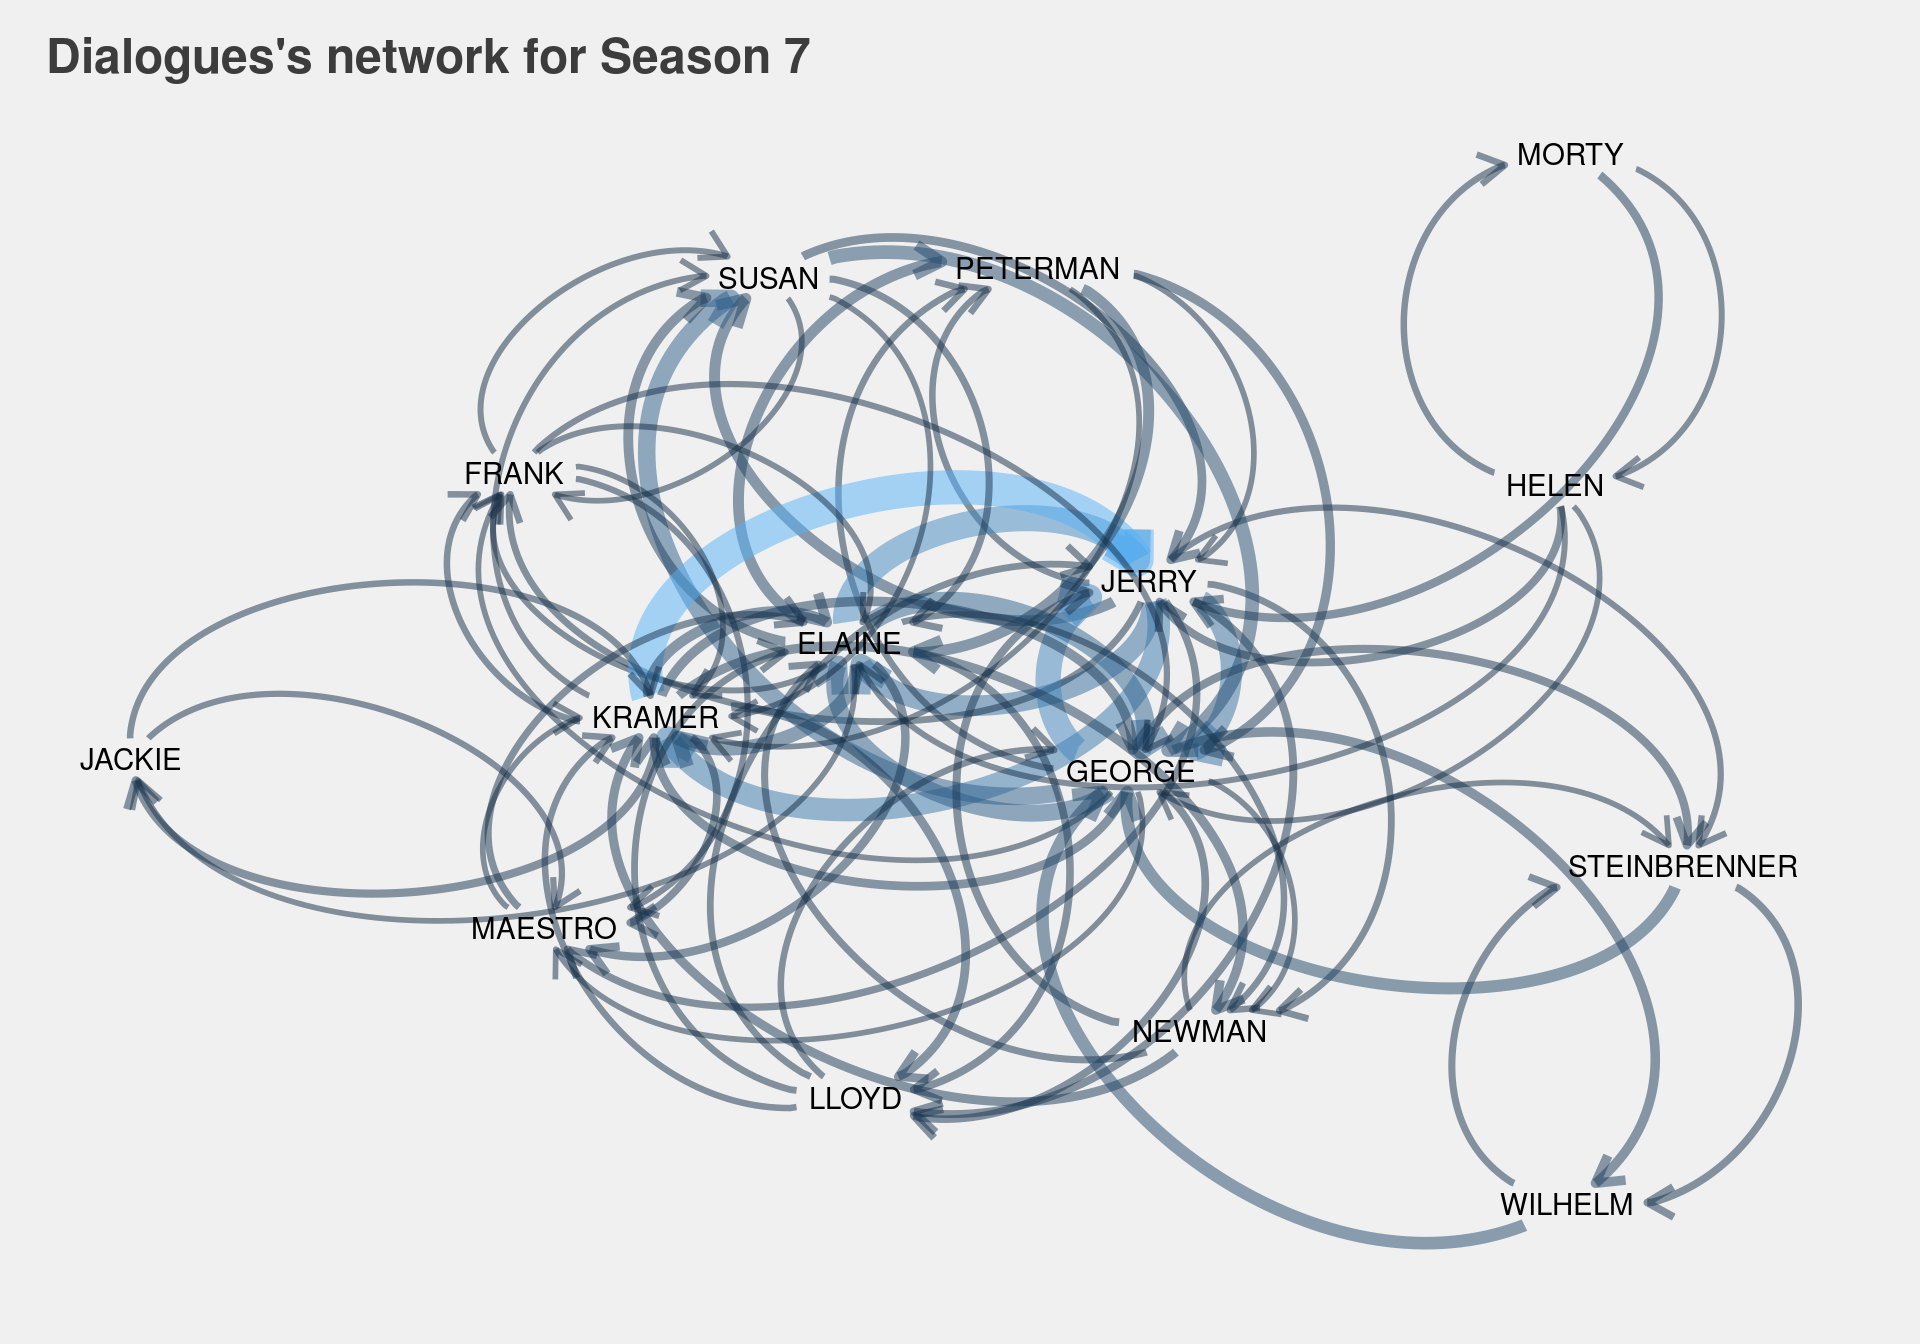 Dialogues's network for Season 7
MORTY
SUSAN
PETERMAN
FRANK
HELEN
JERRY
ELAINE
KRAMER
JACKIE
GEORGE
STEINBRENNER
MAESTRO
NEWMAN
LLOYD
WILHELM